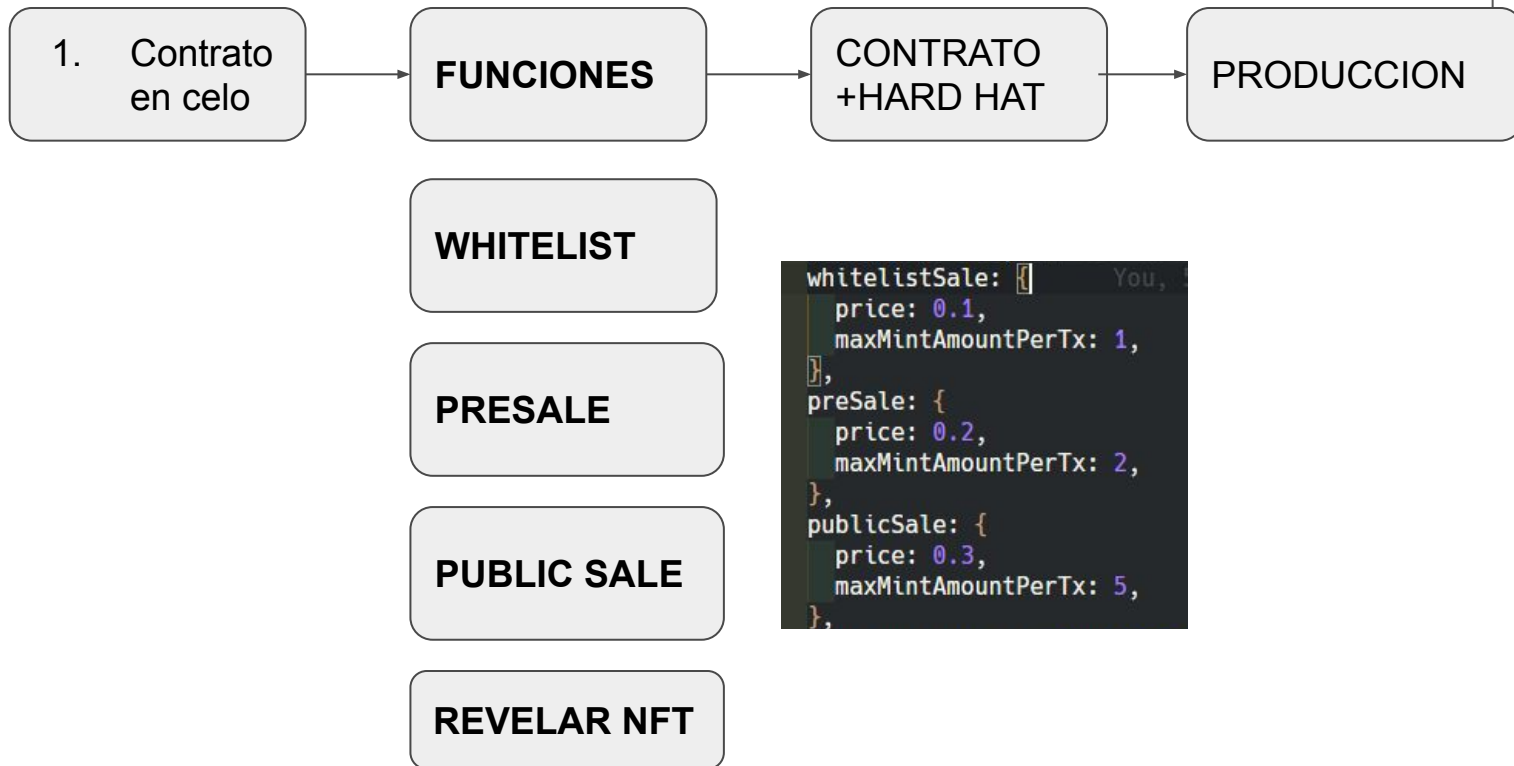 1. Contrato
en celo
FUNCIONES
CONTRATO
+HARD HAT
PRODUCCION
WHITELIST
PRESALE
PUBLIC SALE
REVELAR NFT
whitelistSale: { You,
price: 0.1,
maxMintAmountPerTx: 1,
},
preSale: {
price: 0.2,
maxMintAmountPerTx: 2,
},
publicSale: {
price: 0.3,
maxMintAmountPerTx: 5,
},